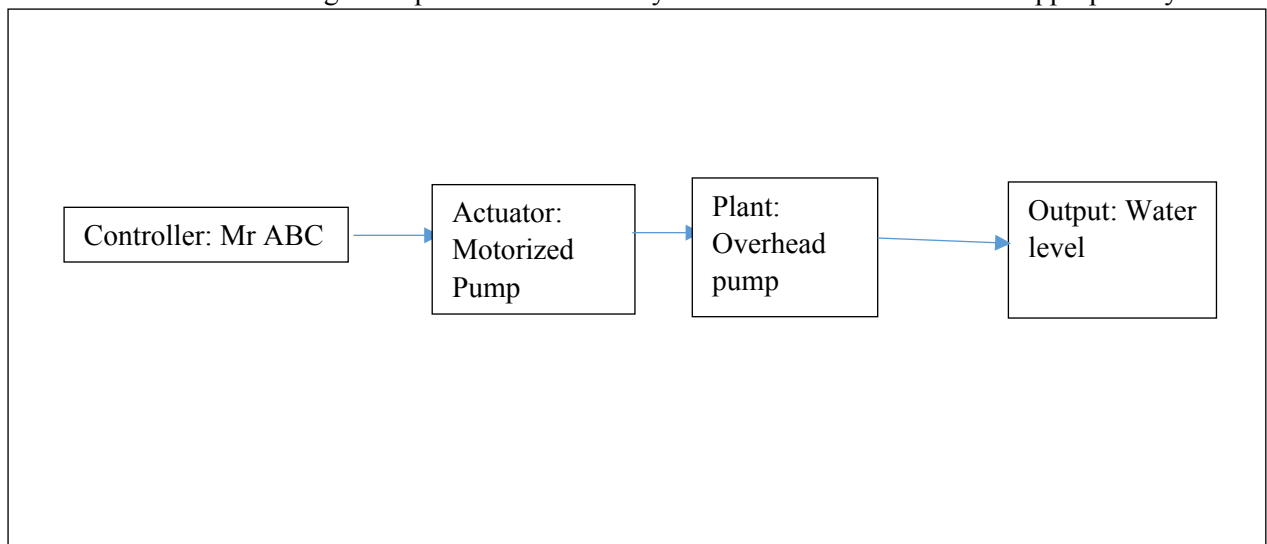 Controller: Mr ABC
Actuator:
Motorized
Pump
Plant:
Overhead
pump
Output: Water
level